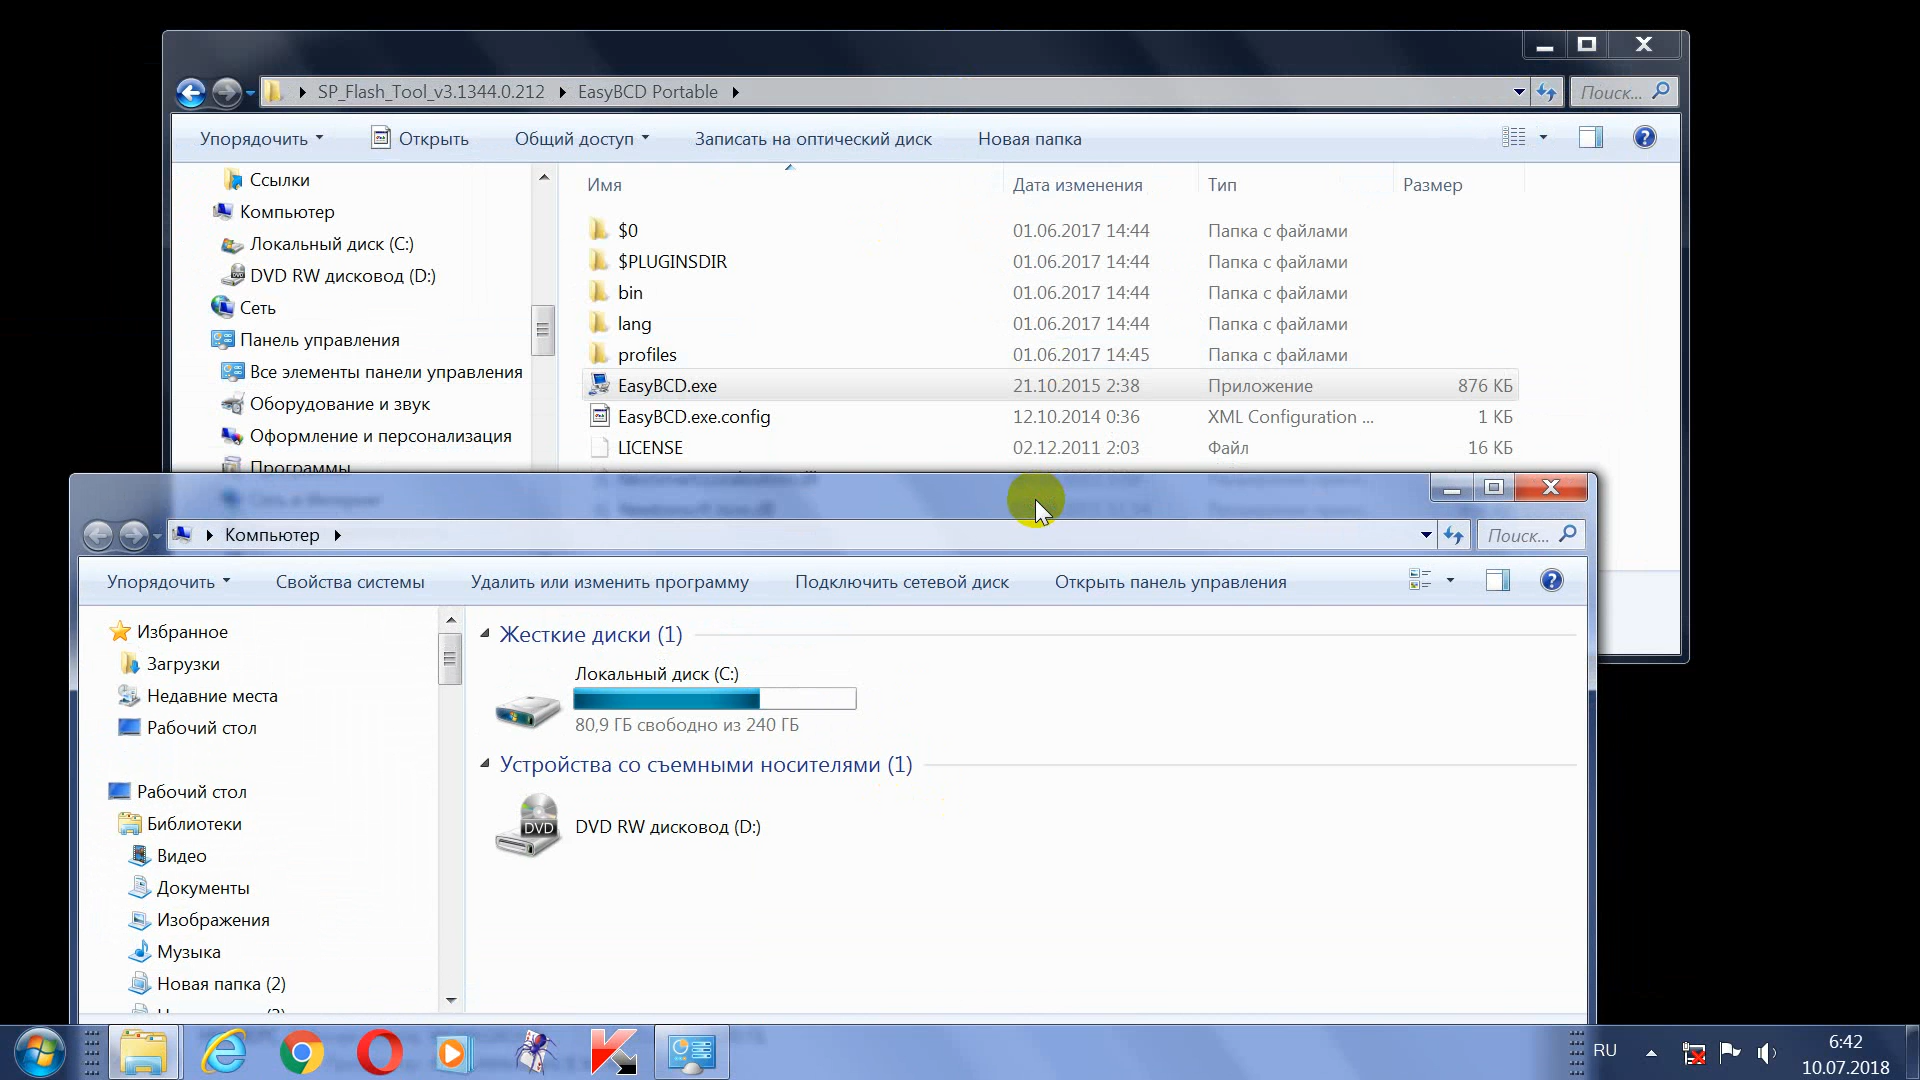 SP_Flash_Tool_v3.1344.0.212 EasyBCD Portable Поиск...
Упорядочить Открыть Общий доступ Записать на оптический диск Новая папка
Ссылки
Компьютер
Локальный диск (C:)
DVD RW дисковод (D:)
Сеть
Панель управления
Все элементы панели управления
Оборудование и звук
Оформление и персонализация
Программы
Имя Дата изменения Тип Размер
$0 01.06.2017 14:44 Папка с файлами
$PLUGINSDIR 01.06.2017 14:44 Папка с файлами
bin 01.06.2017 14:44 Папка с файлами
lang 01.06.2017 14:44 Папка с файлами
profiles 01.06.2017 14:45 Папка с файлами
EasyBCD.exe 21.10.2015 2:38 Приложение 876 КБ
EasyBCD.exe.config 12.10.2014 0:36 XML Configuration ... 1 КБ
LICENSE 02.12.2011 2:03 Файл 16 КБ
Компьютер Поиск...
Упорядочить Свойства системы Удалить или изменить программу Подключить сетевой диск Открыть панель управления
Избранное
Загрузки
Недавние места
Рабочий стол
Рабочий стол
Библиотеки
Видео
Документы
Изображения
Музыка
Новая папка (2)
Жесткие диски (1)
Локальный диск (C:)
80,9 ГБ свободно из 240 ГБ
Устройства со съемными носителями (1)
DVD
DVD RW дисковод (D:)
RU
6:42
10.07.2018